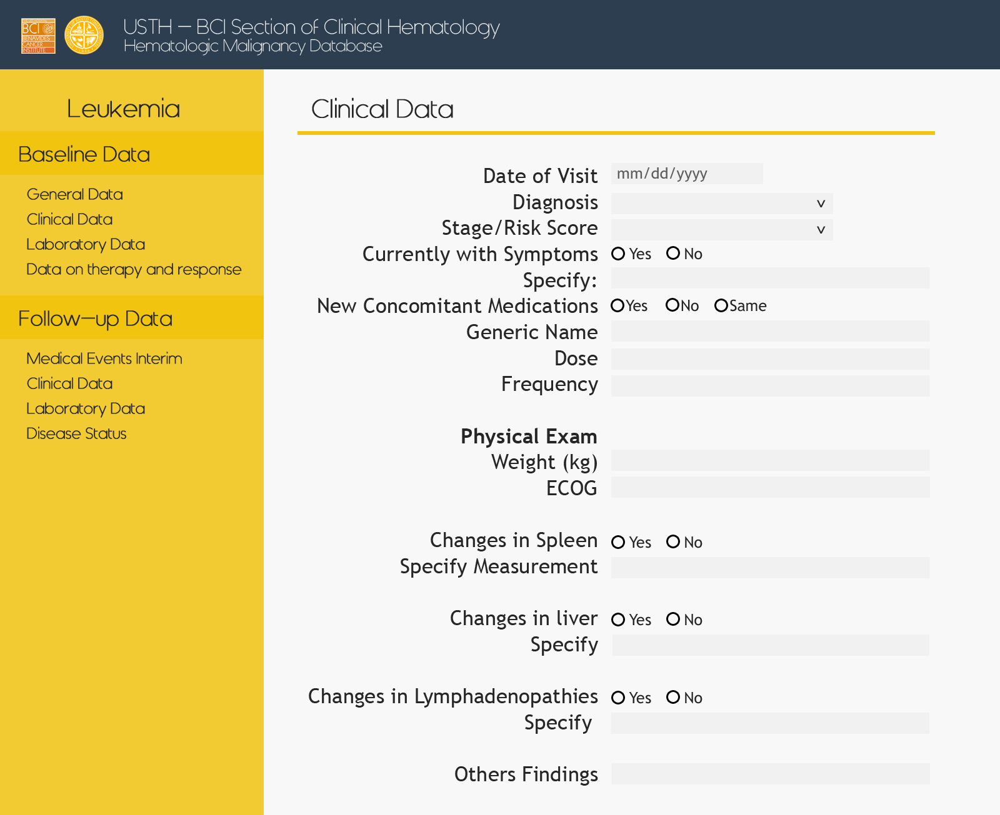 BCI
BENAVIDES
CANCER
INSTITUTE
USTH – BCI Section of Clinical Hematology
Hematologic Malignancy Database
Leukemia
Baseline Data
General Data
Clinical Data
Laboratory Data
Data on therapy and response
Follow-up Data
Medical Events Interim
Clinical Data
Laboratory Data
Disease Status
Clinical Data
Date of Visit mm/dd/yyyy
Diagnosis
Stage/Risk Score
Currently with Symptoms Yes No
Specify:
New Concomitant Medications Yes No Same
Generic Name
Dose
Frequency
Physical Exam
Weight (kg)
ECOG
Changes in Spleen Yes No
Specify Measurement
Changes in liver Yes No
Specify
Changes in Lymphadenopathies Yes No
Specify
Others Findings